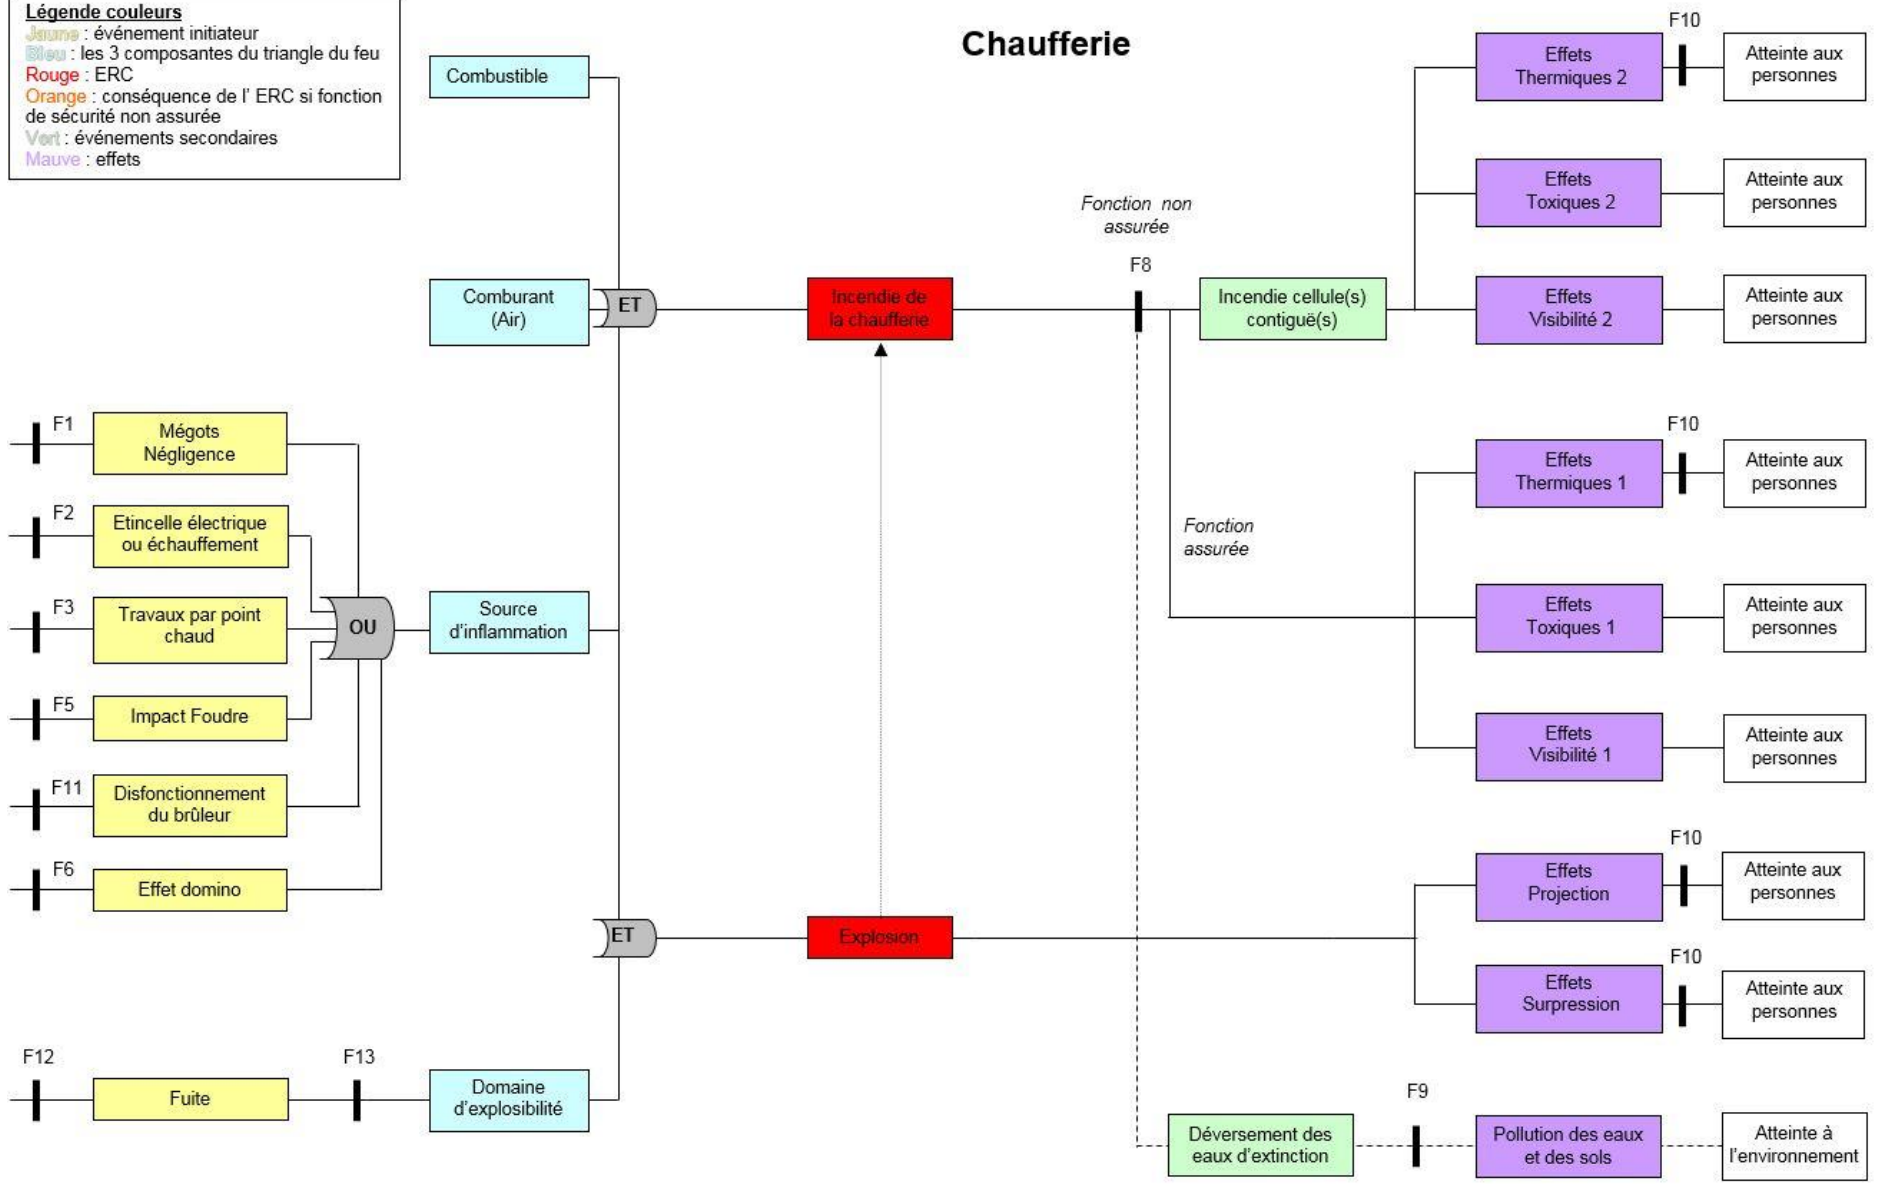 Légende couleurs
Jaune : événement initiateur
Bleu : les 3 composantes du triangle du feu
Rouge : ERC
Orange : conséquence de l' ERC si fonction
de sécurité non assurée
Vert : événements secondaires
Mauve : effets
Chaufferie
Combustible
Comburant
(Air)
ET
Incendie de
la chaufferie
Fonction non
assurée
F8
Incendie cellule(s)
contiguë(s)
Effets
Thermiques 2
F10
Atteinte aux
personnes
Effets
Toxiques 2
Atteinte aux
personnes
Effets
Visibilité 2
Atteinte aux
personnes
F1
Mégots
Négligence
F2
Etincelle électrique
ou échauffement
F3
Travaux par point
chaud
F5
Impact Foudre
F11
Disfonctionnement
du brûleur
F6
Effet domino
OU
Source
d'inflammation
Fonction
assurée
Effets
Thermiques 1
F10
Atteinte aux
personnes
Effets
Toxiques 1
Atteinte aux
personnes
Effets
Visibilité 1
Atteinte aux
personnes
ET
Explosion
Effets
Projection
F10
Atteinte aux
personnes
Effets
Surpression
F10
Atteinte aux
personnes
F12
Fuite
F13
Domaine
d'explosibilité
Déversement des
eaux d'extinction
F9
Pollution des eaux
et des sols
Atteinte à
l'environnement